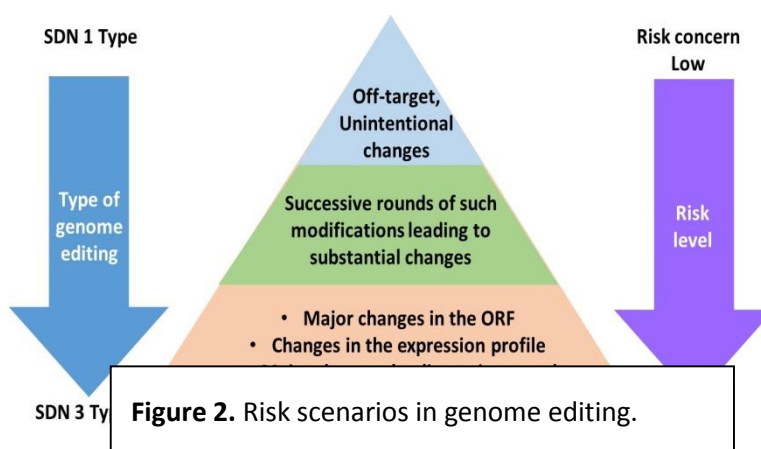 SDN 1 Type
Risk concern
Low
Off-target,
Unintentional
changes
Type of
genome
editing
Successive rounds of such
modifications leading to
substantial changes
Risk
level
• Major changes in the ORF
• Changes in the expression profile
SDN 3
Figure 2. Risk scenarios in genome editing.